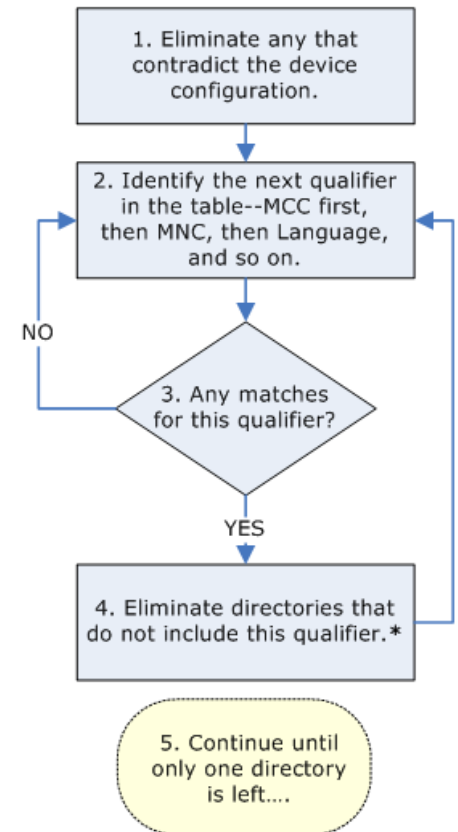 1. Eliminate any that
contradict the device
configuration.
2. Identify the next qualifier
in the table--MCC first,
then MNC, then Language,
and so on.
NO
3. Any matches
for this qualifier?
YES
4. Eliminate directories that
do not include this qualifier.*
5. Continue until
only one directory
is left....